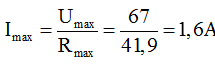 I_max = U_max / R_max = 67 / 41,9 = 1,6A